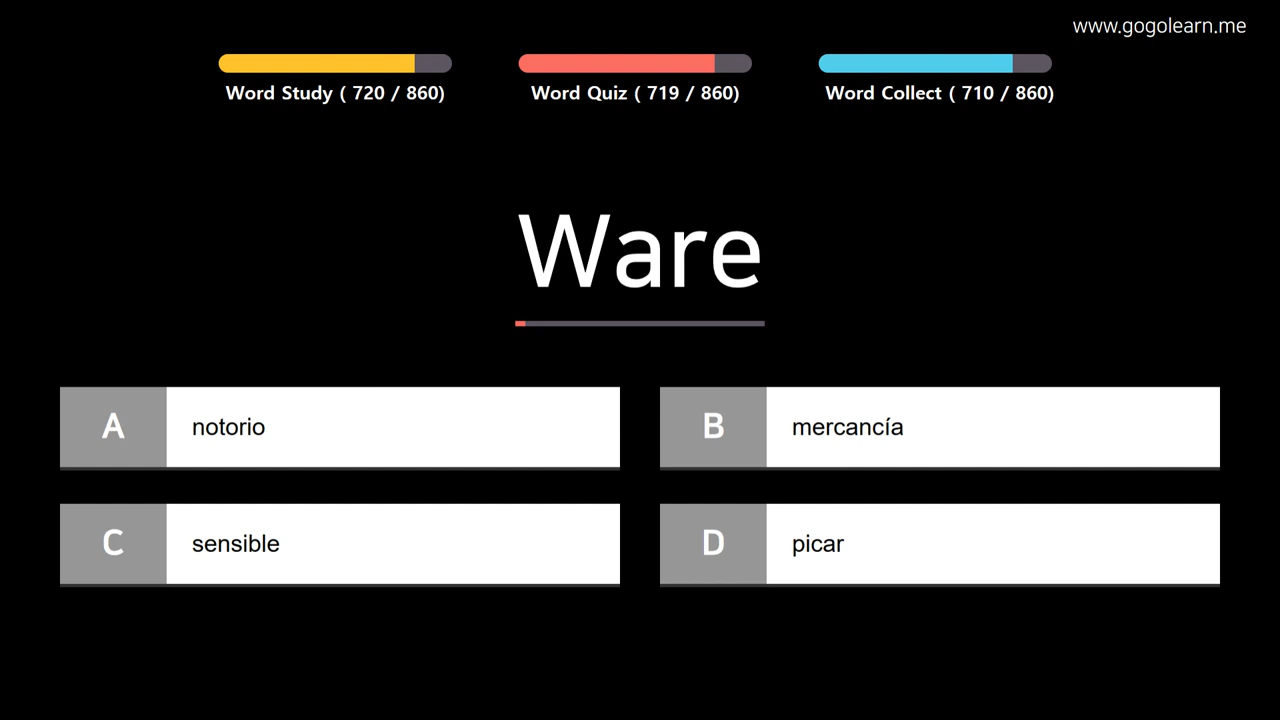 www.gogolearn.me
Word Study ( 720 / 860)
Word Quiz ( 719 / 860)
Word Collect ( 710 / 860)
Ware
A notorio
B mercancía
C sensible
D picar